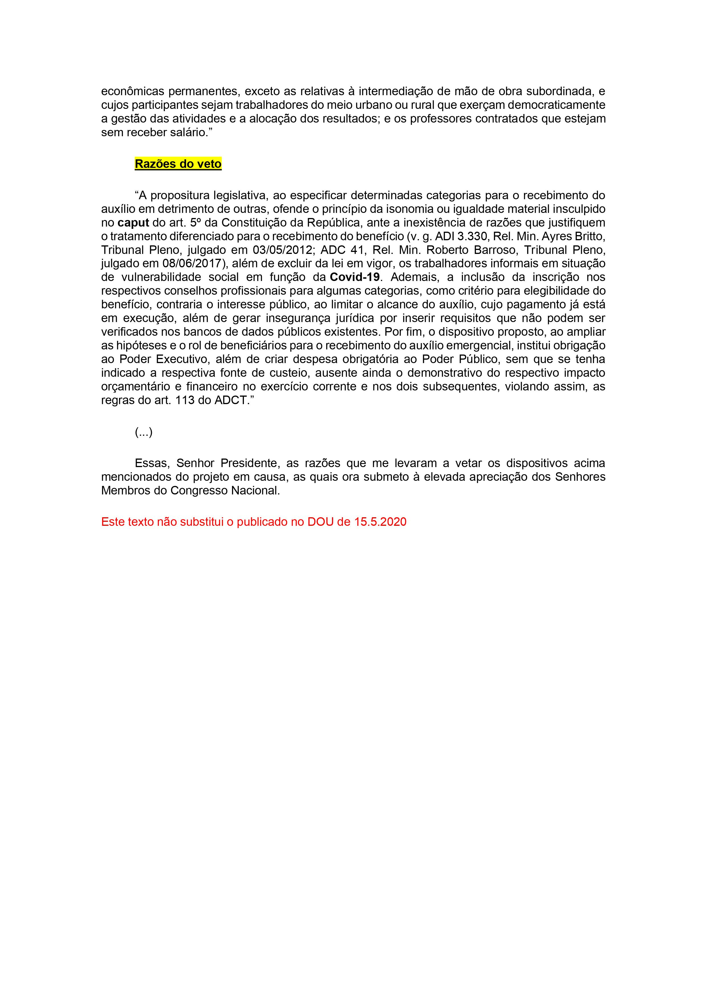 econômicas permanentes, exceto as relativas à intermediação de mão de obra subordinada, e
cujos participantes sejam trabalhadores do meio urbano ou rural que exerçam democraticamente
a gestão das atividades e a alocação dos resultados; e os professores contratados que estejam
sem receber salário.”
Razões do veto
“A propositura legislativa, ao especificar determinadas categorias para o recebimento do
auxílio em detrimento de outras, ofende o princípio da isonomia ou igualdade material insculpido
no caput do art. 5º da Constituição da República, ante a inexistência de razões que justifiquem
o tratamento diferenciado para o recebimento do benefício (v. g. ADI 3.330, Rel. Min. Ayres Britto,
Tribunal Pleno, julgado em 03/05/2012; ADC 41, Rel. Min. Roberto Barroso, Tribunal Pleno,
julgado em 08/06/2017), além de excluir da lei em vigor, os trabalhadores informais em situação
de vulnerabilidade social em função da Covid-19. Ademais, a inclusão da inscrição nos
respectivos conselhos profissionais para algumas categorias, como critério para elegibilidade do
benefício, contraria o interesse público, ao limitar o alcance do auxílio, cujo pagamento já está
em execução, além de gerar insegurança jurídica por inserir requisitos que não podem ser
verificados nos bancos de dados públicos existentes. Por fim, o dispositivo proposto, ao ampliar
as hipóteses e o rol de beneficiários para o recebimento do auxílio emergencial, institui obrigação
ao Poder Executivo, além de criar despesa obrigatória ao Poder Público, sem que se tenha
indicado a respectiva fonte de custeio, ausente ainda o demonstrativo do respectivo impacto
orçamentário e financeiro no exercício corrente e nos dois subsequentes, violando assim, as
regras do art. 113 do ADCT.”
(...)
Essas, Senhor Presidente, as razões que me levaram a vetar os dispositivos acima
mencionados do projeto em causa, as quais ora submeto à elevada apreciação dos Senhores
Membros do Congresso Nacional.
Este texto não substitui o publicado no DOU de 15.5.2020